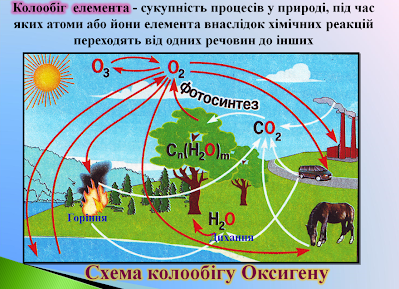 Колообіг елемента - сукупність процесів у природі, під час
яких атоми або йони елемента внаслідок хімічних реакцій
переходять від одних речовин до інших
O₃ O₂
фотосинтез
CO₂
Cₙ(H₂O)ₘ
Горіння
H₂O
Дихання
Схема колообігу Оксигену